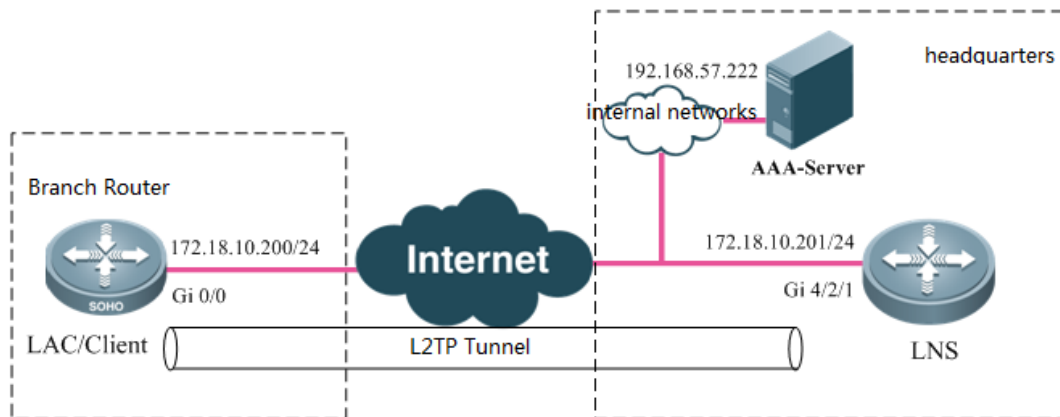 headquarters
192.168.57.222
internal networks
AAA-Server
Branch Router
172.18.10.200/24
Internet
172.18.10.201/24
Gi 0/0
Gi 4/2/1
SOHO
LAC/Client
L2TP Tunnel
LNS